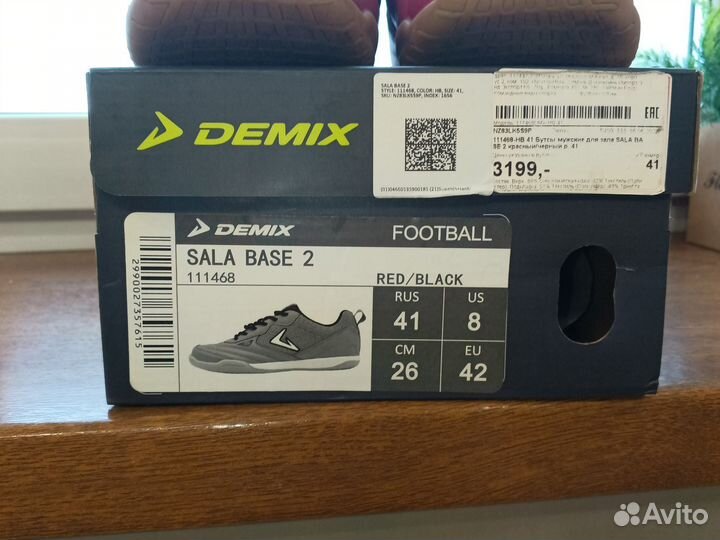 DEMIX
SALA BASE 2
STYLE: 111468, COLOR: HB, SIZE: 41,
SKU: NZ83LK5S9P, INDEX: 1656
NZ83LK5S9P
111468-HB 41 Бутсы мужские для зала SALA BA
SE 2 красный/черный р. 41
3199,-
41
EAC
DEMIX
FOOTBALL
SALA BASE 2
111468
RED/BLACK
RUS
41
US
8
CM
26
EU
42
2990027357615
Avito